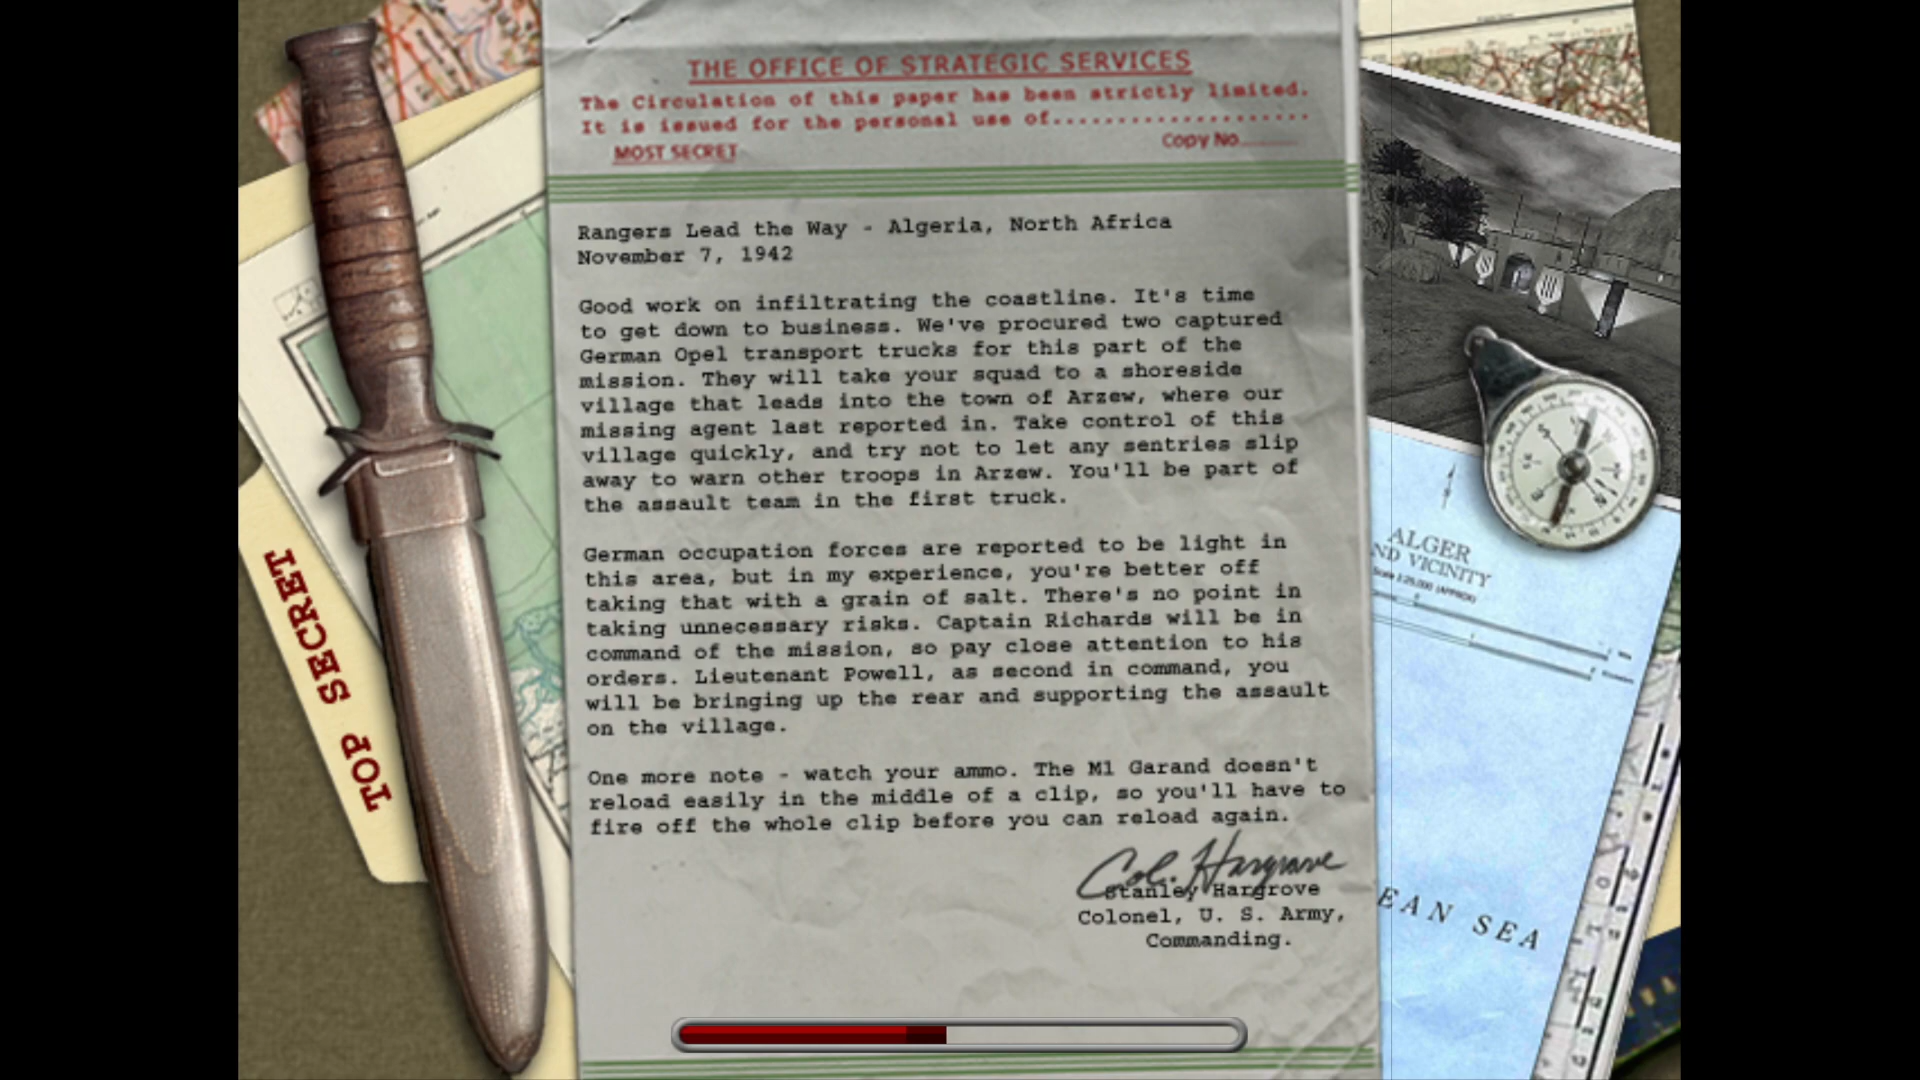 THE OFFICE OF STRATEGIC SERVICES
The Circulation of this paper has been strictly limited.
It is issued for the personal use of....................
MOST SECRET
Copy No..........
Rangers Lead the Way - Algeria, North Africa
November 7, 1942
Good work on infiltrating the coastline. It's time
to get down to business. We've procured two captured
German Opel transport trucks for this part of the
mission. They will take your squad to a shoreside
village that leads into the town of Arzew, where our
missing agent last reported in. Take control of this
village quickly, and try not to let any sentries slip
away to warn other troops in Arzew. You'll be part of
the assault team in the first truck.
German occupation forces are reported to be light in
this area, but in my experience, you're better off
taking that with a grain of salt. There's no point in
taking unnecessary risks. Captain Richards will be in
command of the mission, so pay close attention to his
orders. Lieutenant Powell, as second in command, you
will be bringing up the rear and supporting the assault
on the village.
One more note - watch your ammo. The M1 Garand doesn't
reload easily in the middle of a clip, so you'll have to
fire off the whole clip before you can reload again.
Col. Hargrove
Stanley Hargrove
Colonel, U. S. Army,
Commanding.
TOP SECRET
ALGER
ND VICINITY
Scale 1:25,000 (APPROX)
EAN SEA